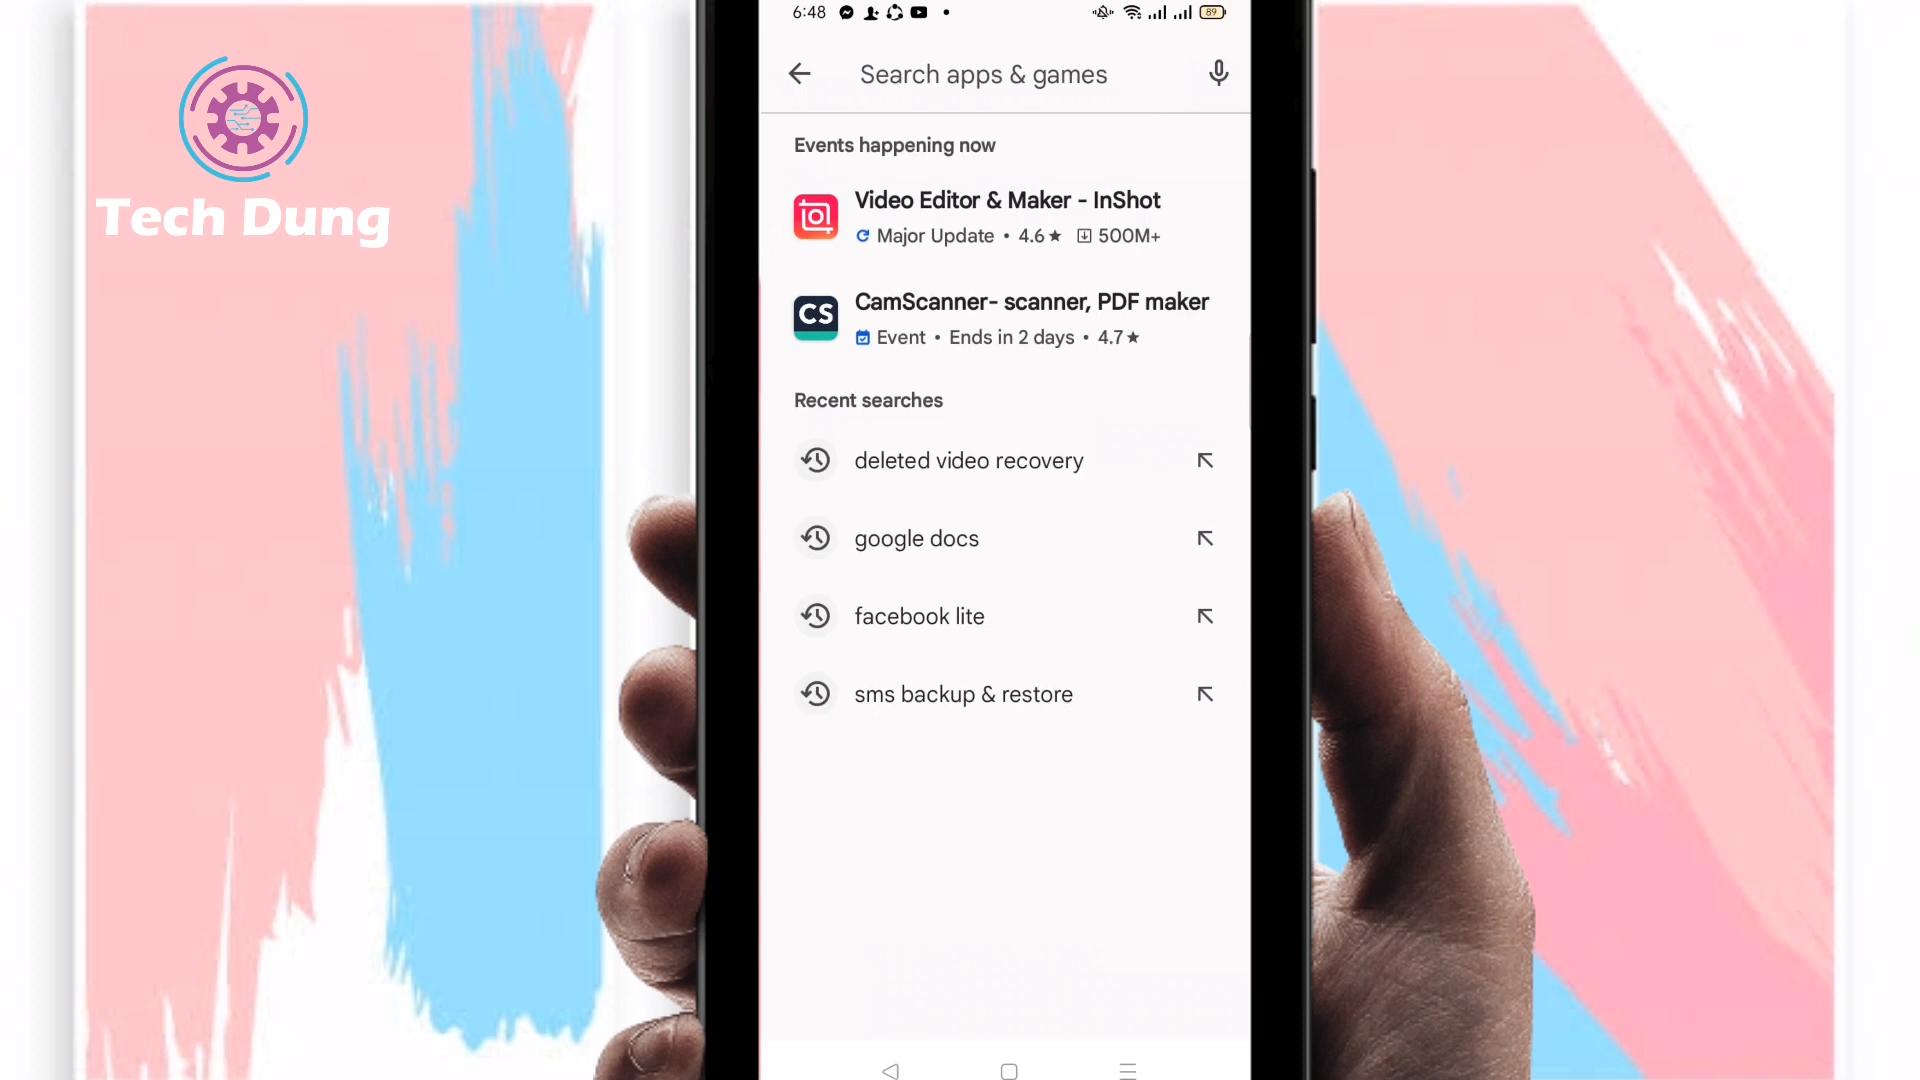 Tech Dung
6:48
89
Search apps & games
Events happening now
Video Editor & Maker - InShot
Major Update • 4.6★ 500M+
CS
CamScanner- scanner, PDF maker
Event • Ends in 2 days • 4.7★
Recent searches
deleted video recovery
google docs
facebook lite
sms backup & restore